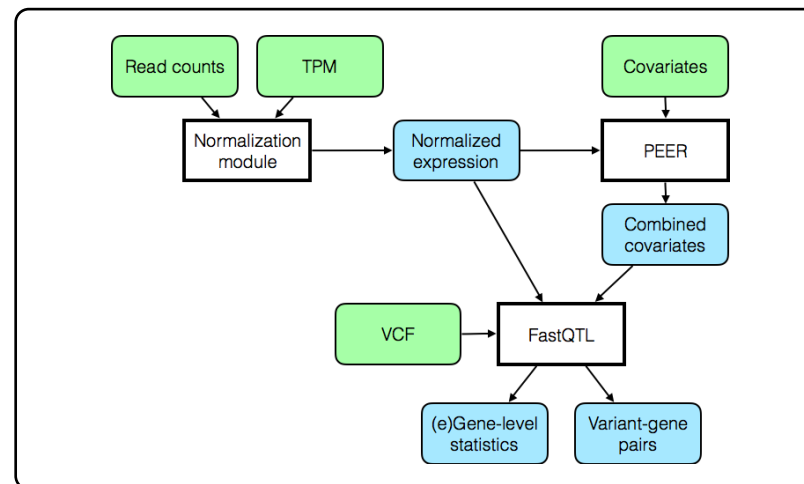 Read counts
TPM
Covariates
Normalization
module
Normalized
expression
PEER
Combined
covariates
VCF
FastQTL
(e)Gene-level
statistics
Variant-gene
pairs